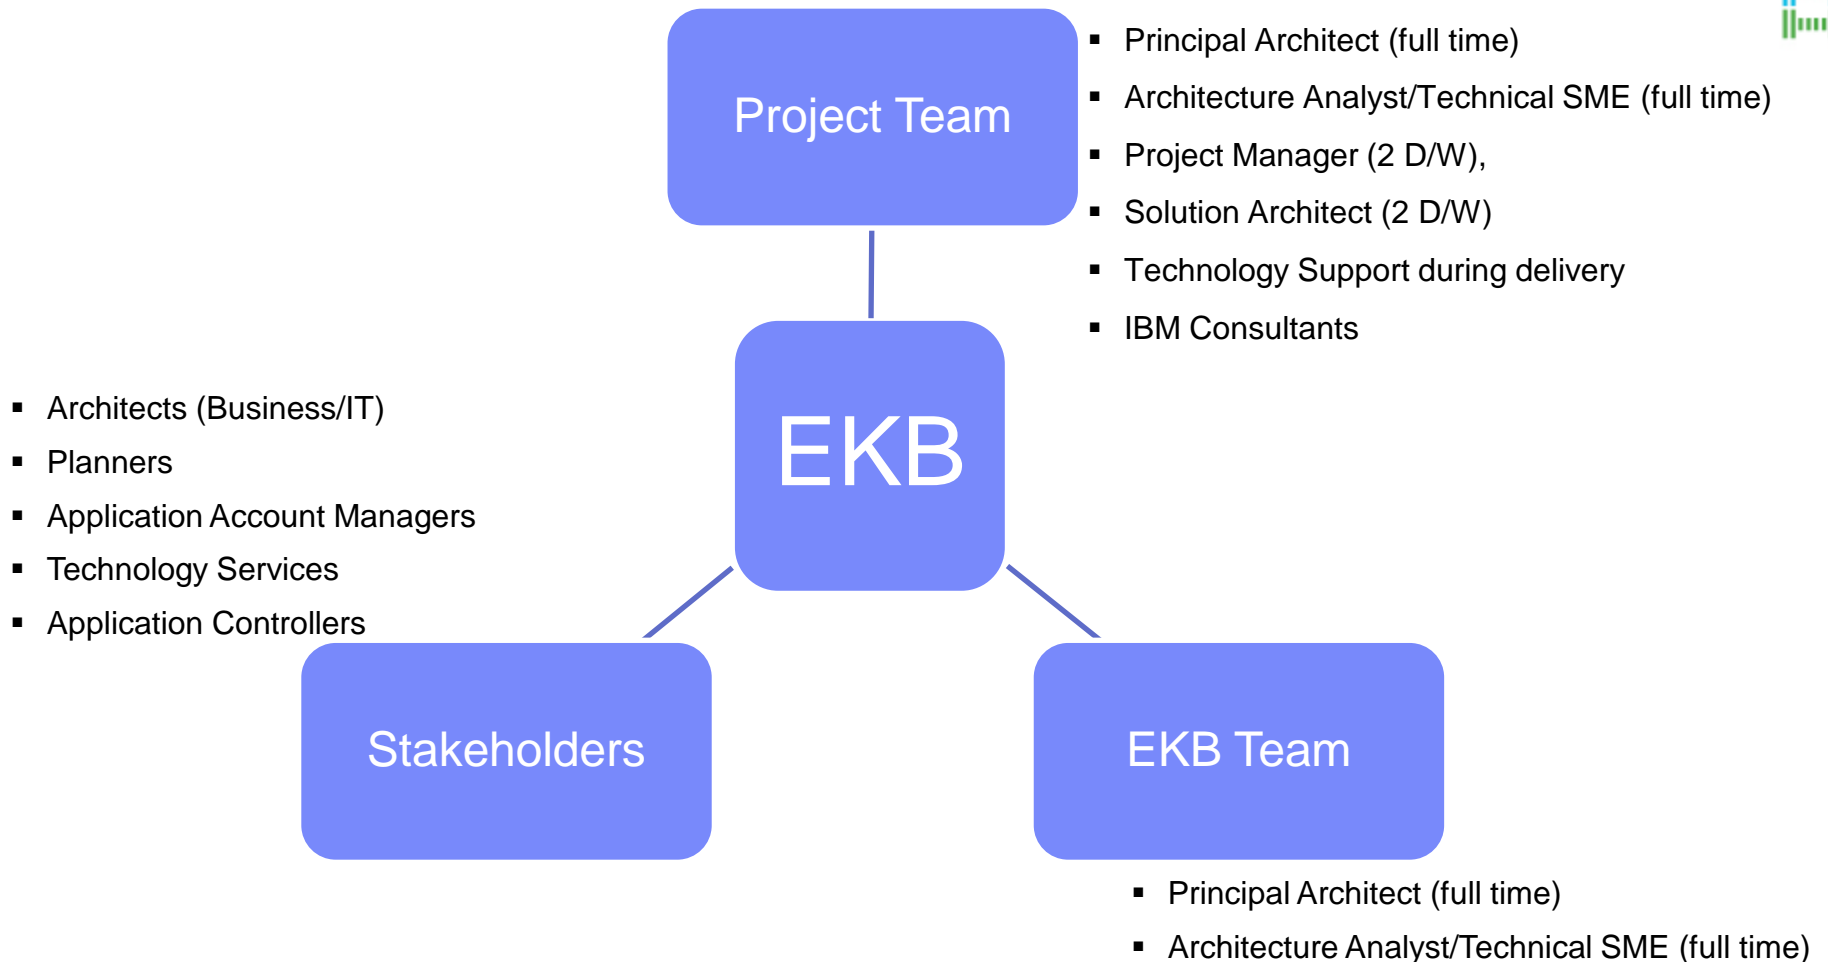 Project Team
▪ Principal Architect (full time)
▪ Architecture Analyst/Technical SME (full time)
▪ Project Manager (2 D/W),
▪ Solution Architect (2 D/W)
▪ Technology Support during delivery
▪ IBM Consultants
EKB
▪ Architects (Business/IT)
▪ Planners
▪ Application Account Managers
▪ Technology Services
▪ Application Controllers
Stakeholders
EKB Team
▪ Principal Architect (full time)
▪ Architecture Analyst/Technical SME (full time)